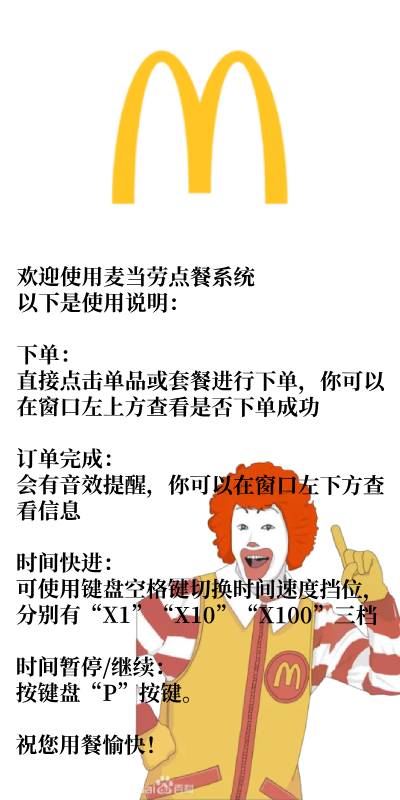 欢迎使用麦当劳点餐系统
以下是使用说明：
下单：
直接点击单品或套餐进行下单，你可以
在窗口左上方查看是否下单成功
订单完成：
会有音效提醒，你可以在窗口左下方查
看信息
时间快进：
可使用键盘空格键切换时间速度挡位，
分别有“X1”“X10”“X100”三档
时间暂停/继续：
按键盘“P”按键。
祝您用餐愉快！
百科